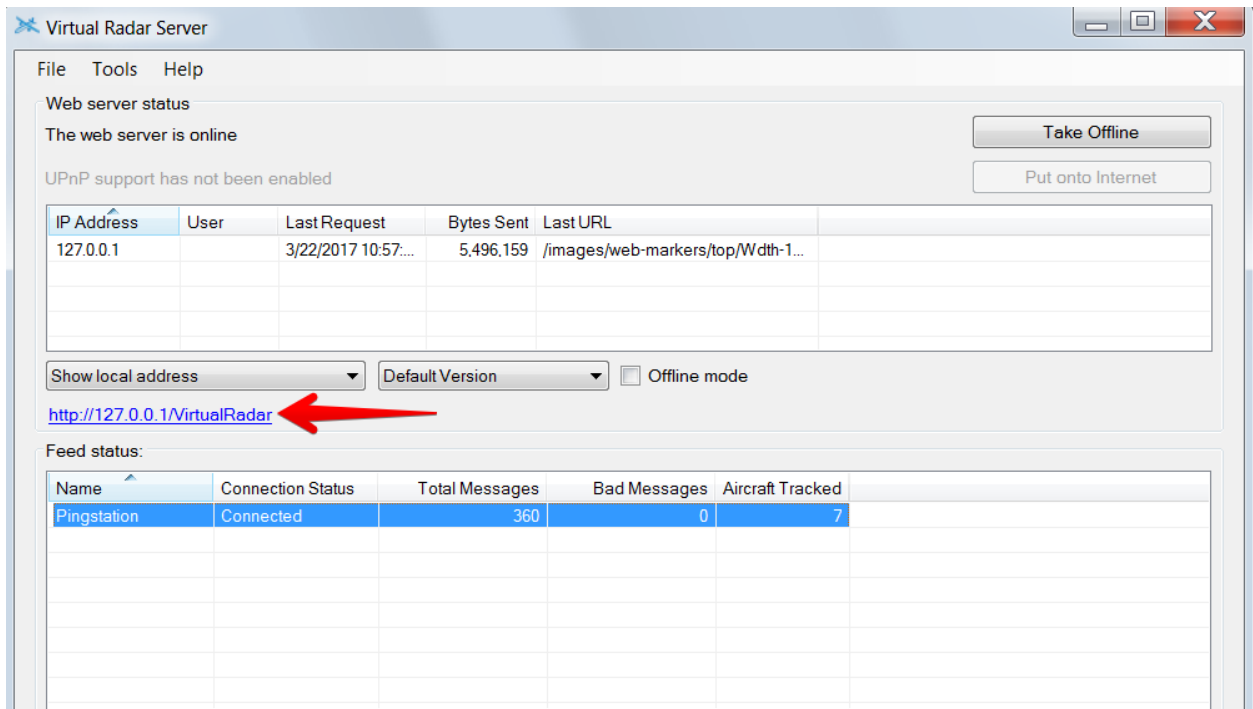 Virtual Radar Server
File Tools Help
Web server status
The web server is online
Take Offline
UPnP support has not been enabled
Put onto Internet
IP Address User Last Request Bytes Sent Last URL
127.0.0.1 3/22/2017 10:57:... 5,496,159 /images/web-markers/top/Wdth-1...
Show local address Default Version Offline mode
http://127.0.0.1/VirtualRadar
Feed status:
Name Connection Status Total Messages Bad Messages Aircraft Tracked
Pingstation Connected 360 0 7